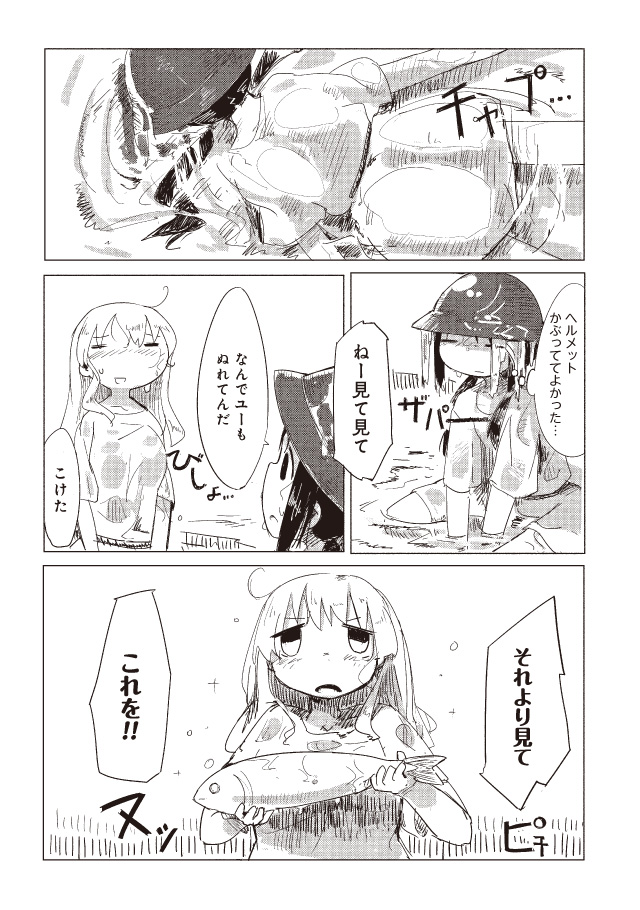 チャプ…
ヘルメット
かぶっててよかった…
ザパ
ねー見て見て
なんでユーも
ぬれてんだ
びしょ…
こけた
それより見て
ピチ
これを!!
ヌッ